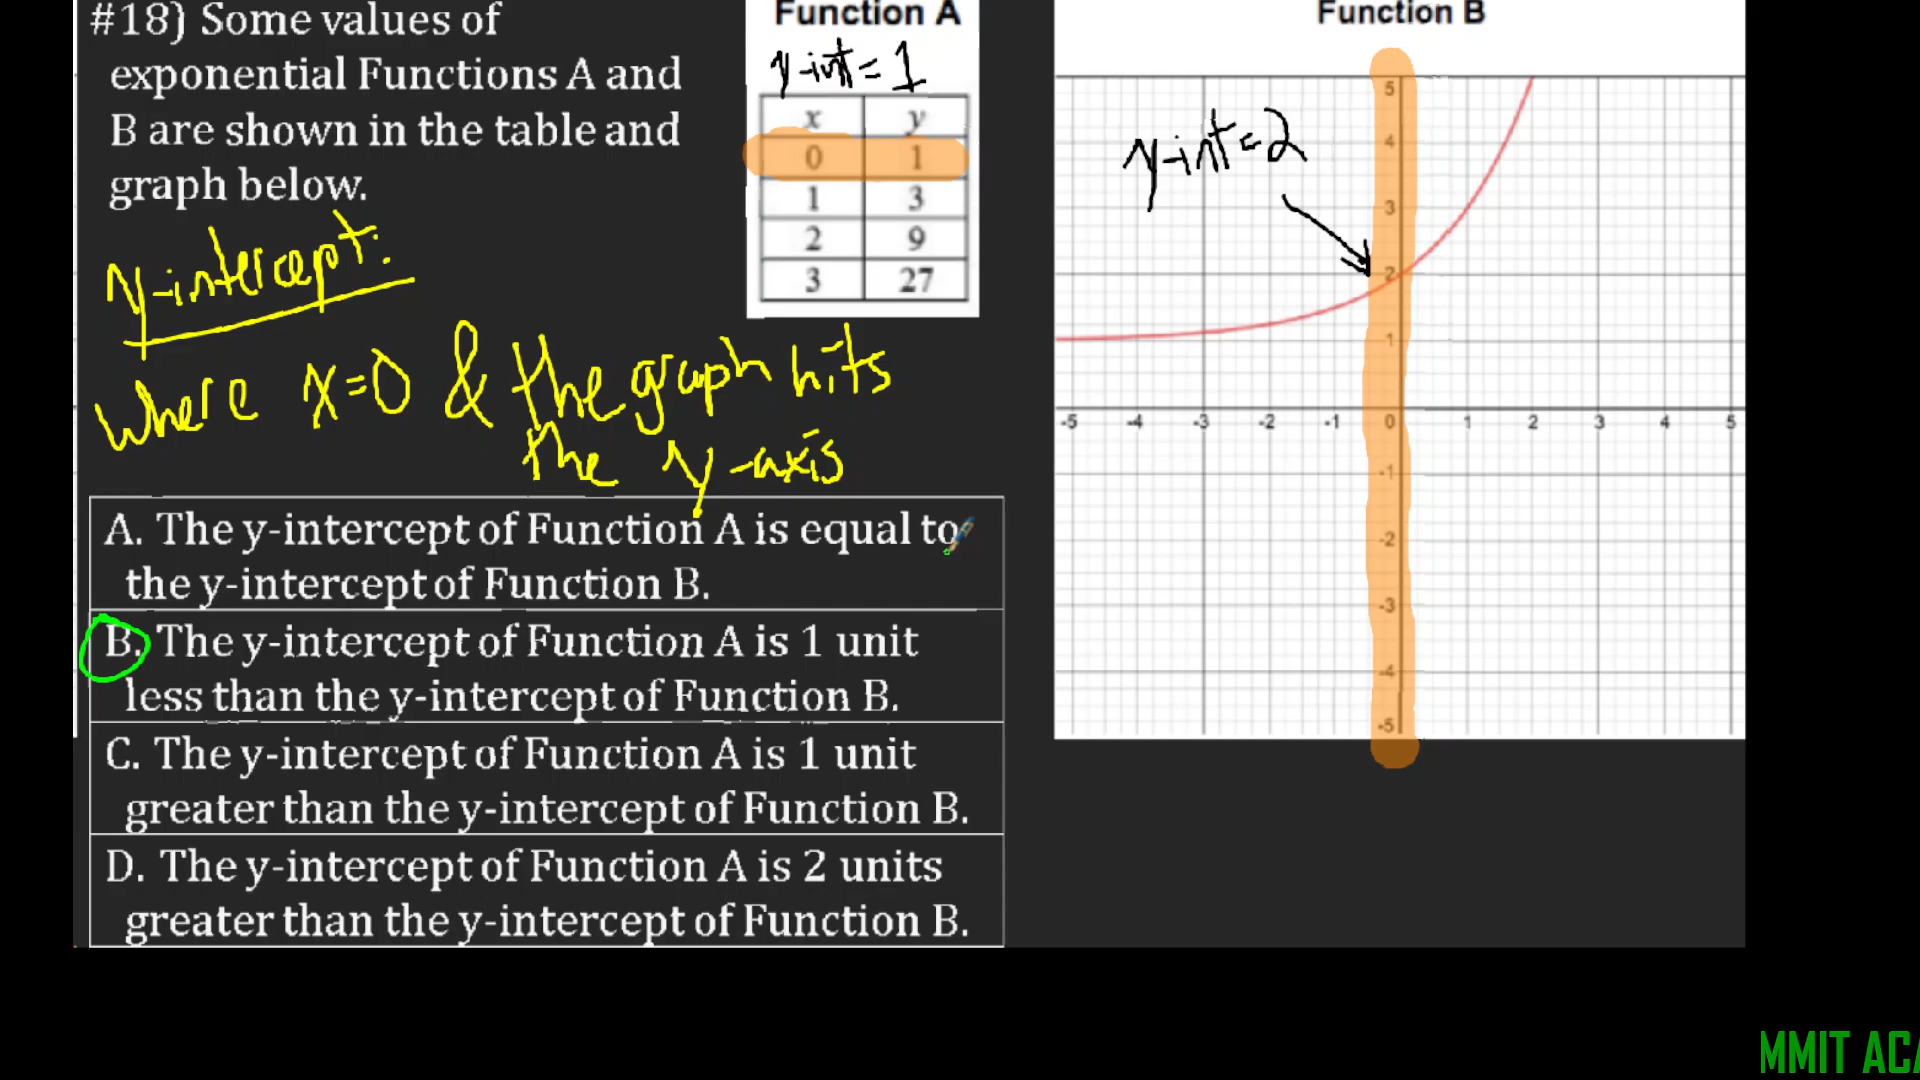 #18) Some values of
exponential Functions A and
B are shown in the table and
graph below.
y-intercept:
where x=0 & the graph hits
the y-axis
Function A
y-int = 1
x y
0 1
1 3
2 9
3 27
Function B
y-int=2
5
4
3
2
1
-5 -4 -3 -2 -1 0 1 2 3 4 5
-1
-2
-3
-4
-5
A. The y-intercept of Function A is equal to
the y-intercept of Function B.
B. The y-intercept of Function A is 1 unit
less than the y-intercept of Function B.
C. The y-intercept of Function A is 1 unit
greater than the y-intercept of Function B.
D. The y-intercept of Function A is 2 units
greater than the y-intercept of Function B.
MMIT